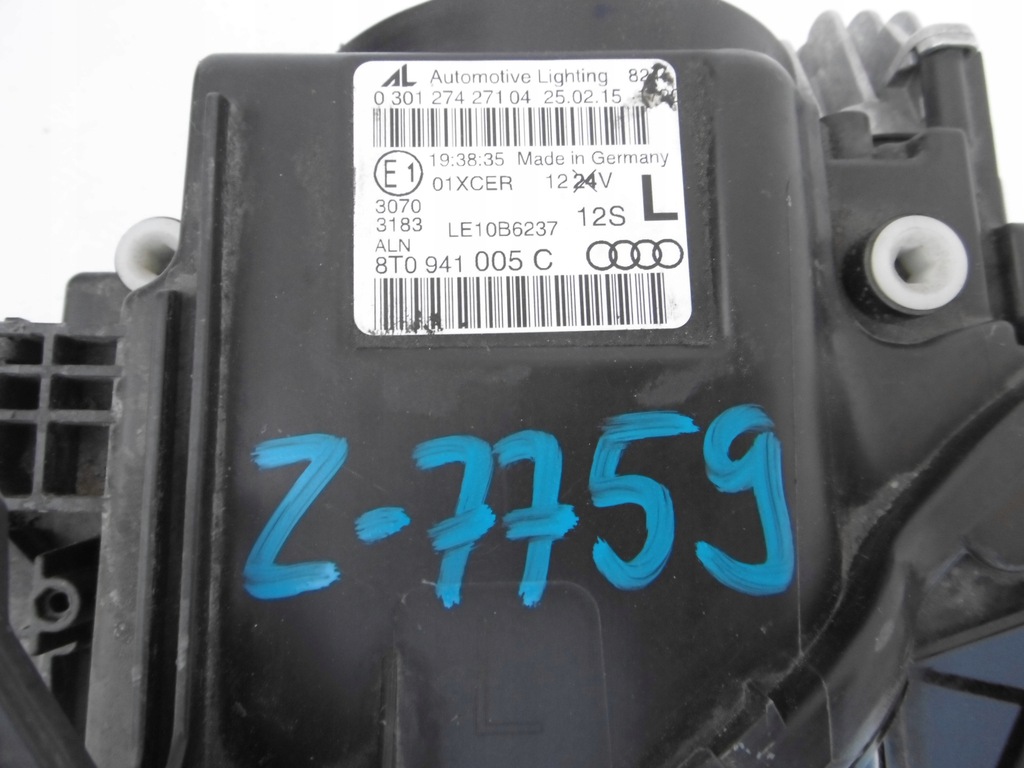 AL Automotive Lighting
0 301 274 271 04 25.02.15
E1 19:38:35 Made in Germany
01XCER 12 24V
3070
3183 LE10B6237 12S L
ALN
8T0 941 005 C
Z-7759
L